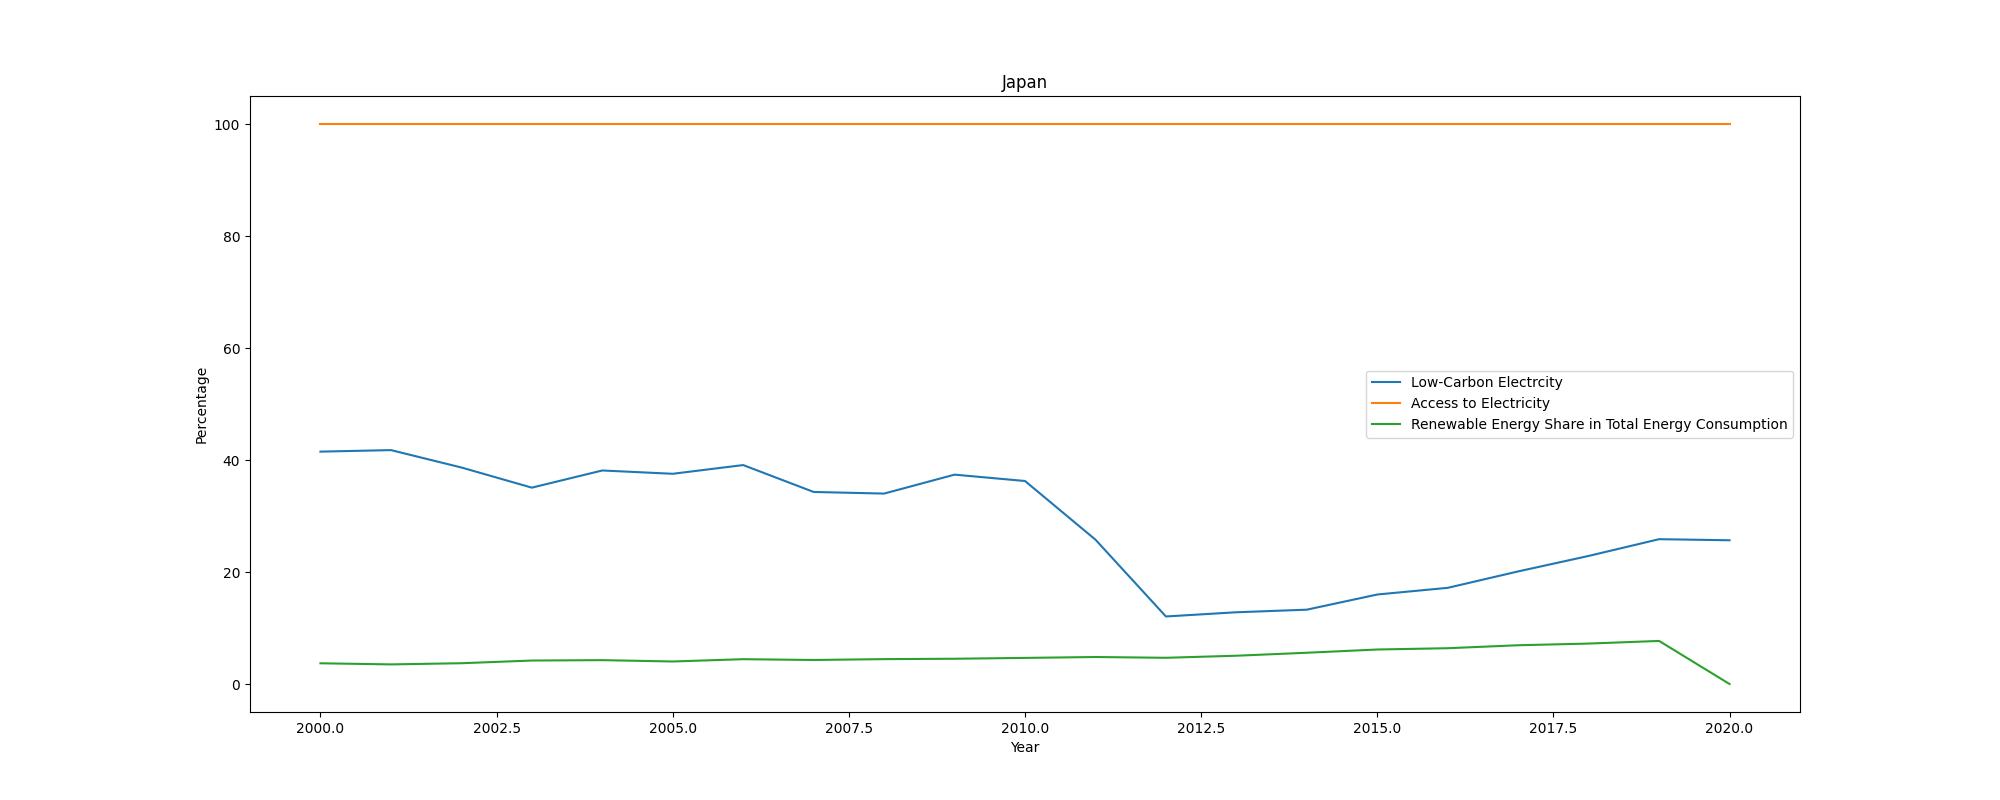 Japan
100
80
60
40
20
0
Percentage
Low-Carbon Electrcity
Access to Electricity
Renewable Energy Share in Total Energy Consumption
2000.0 2002.5 2005.0 2007.5 2010.0 2012.5 2015.0 2017.5 2020.0
Year